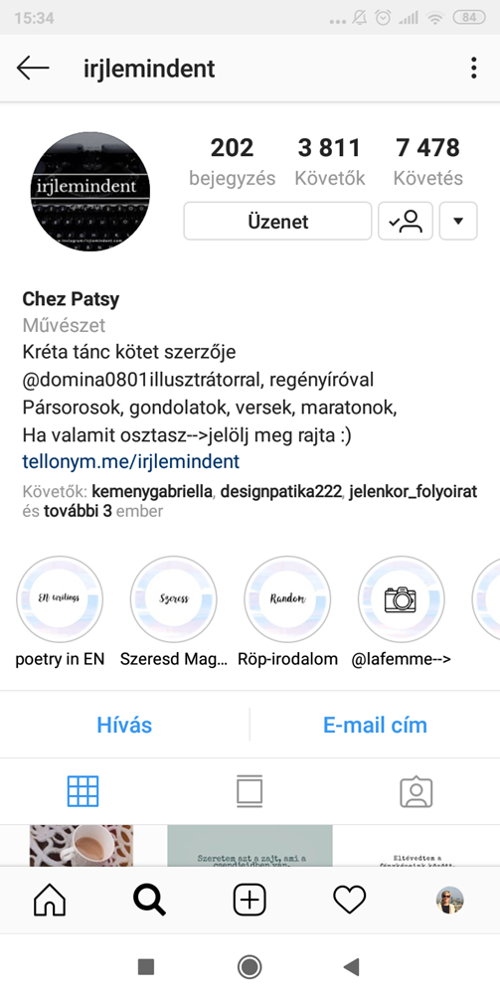 15:34
84
irjlemindent
irjlemindent
202
bejegyzés
3 811
Követők
7 478
Követés
Üzenet
Chez Patsy
Művészet
Kréta tánc kötet szerzője
@domina0801illusztrátorral, regényíróval
Pársorosok, gondolatok, versek, maratonok,
Ha valamit osztasz-->jelölj meg rajta :)
tellonym.me/irjlemindent
Követők: kemenygabriella, designpatika222, jelenkor_folyoirat
és további 3 ember
EN writings
Szeress
Random
poetry in EN
Szeresd Mag...
Röp-irodalom
@lafemme-->
Hívás
E-mail cím
Szeretem azt a zajt, ami a
csendjeidben van.
Eltévedtem a